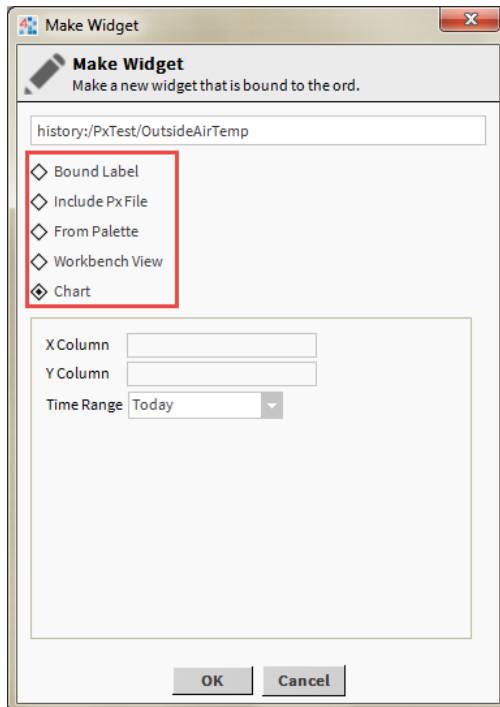 Make Widget
Make Widget
Make a new widget that is bound to the ord.
history:/PxTest/OutsideAirTemp
Bound Label
Include Px File
From Palette
Workbench View
Chart
X Column
Y Column
Time Range Today
OK Cancel